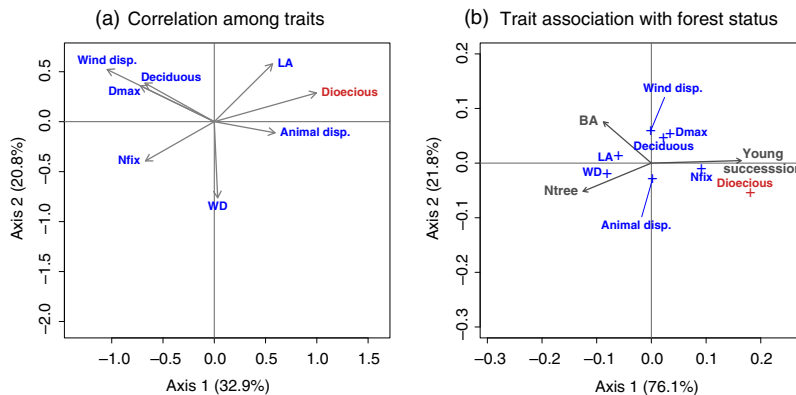 (a) Correlation among traits
Wind disp.
Deciduous
Dmax
LA
Dioecious
Animal disp.
Nfix
WD
0.5
0.0
−0.5
−1.0
−1.5
−2.0
Axis 2 (20.8%)
−1.0
−0.5
0.0
0.5
1.0
1.5
Axis 1 (32.9%)
(b) Trait association with forest status
Wind disp.
BA
Dmax
Deciduous
LA
WD
Young
successsion
Nfix
Dioecious
Ntree
Animal disp.
0.2
0.1
0.0
−0.1
−0.2
−0.3
Axis 2 (21.8%)
−0.3
−0.2
−0.1
0.0
0.1
0.2
Axis 1 (76.1%)